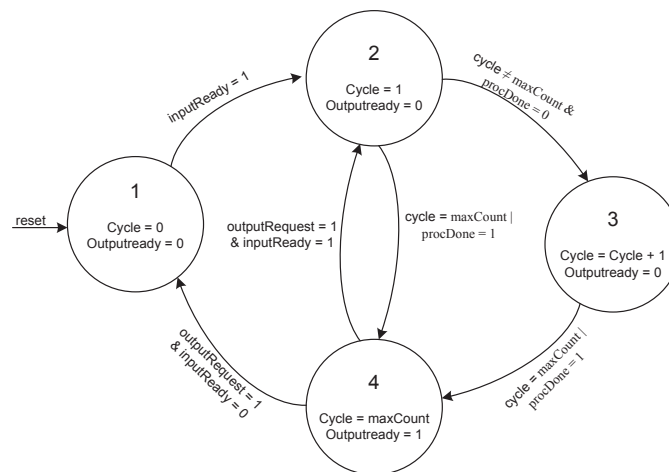 2
Cycle = 1
Outputready = 0
inputReady = 1
cycle ≠ maxCount &
procDone = 0
1
Cycle = 0
Outputready = 0
reset
outputRequest = 1
& inputReady = 1
cycle = maxCount |
procDone = 1
3
Cycle = Cycle + 1
Outputready = 0
outputRequest = 1
& inputReady = 0
4
Cycle = maxCount
Outputready = 1
cycle = maxCount |
procDone = 1